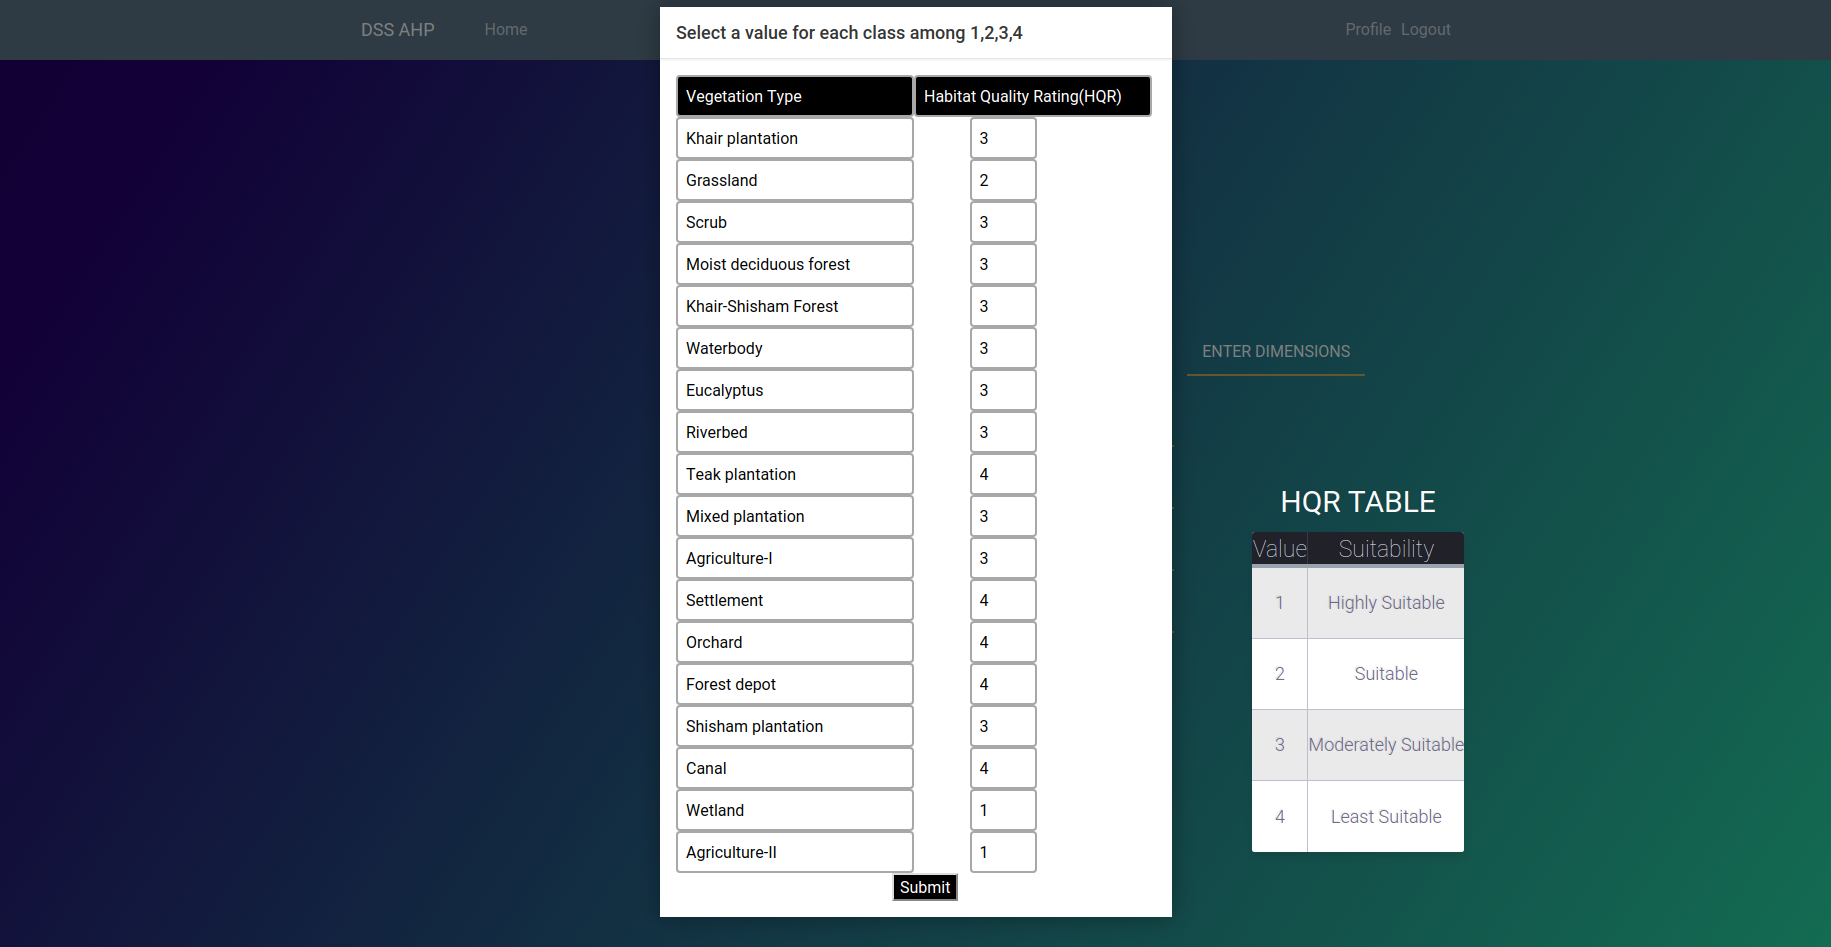 DSS AHP Home Profile Logout
Select a value for each class among 1,2,3,4
Vegetation Type Habitat Quality Rating(HQR)
Khair plantation 3
Grassland 2
Scrub 3
Moist deciduous forest 3
Khair-Shisham Forest 3
Waterbody 3
Eucalyptus 3
Riverbed 3
Teak plantation 4
Mixed plantation 3
Agriculture-I 3
Settlement 4
Orchard 4
Forest depot 4
Shisham plantation 3
Canal 4
Wetland 1
Agriculture-II 1
Submit
ENTER DIMENSIONS
HQR TABLE
Value Suitability
1 Highly Suitable
2 Suitable
3 Moderately Suitable
4 Least Suitable